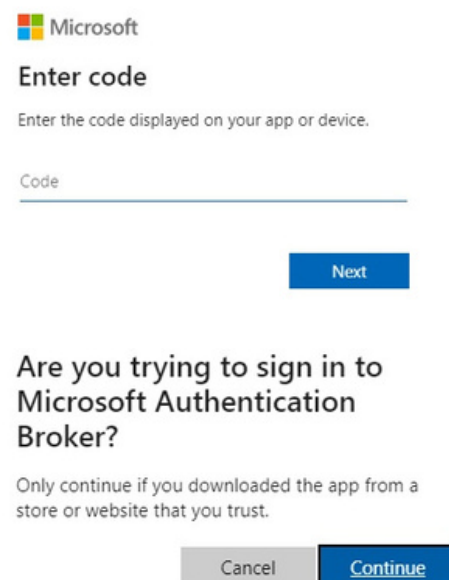 Microsoft
Enter code
Enter the code displayed on your app or device.
Code
Next
Are you trying to sign in to
Microsoft Authentication
Broker?
Only continue if you downloaded the app from a
store or website that you trust.
Cancel
Continue